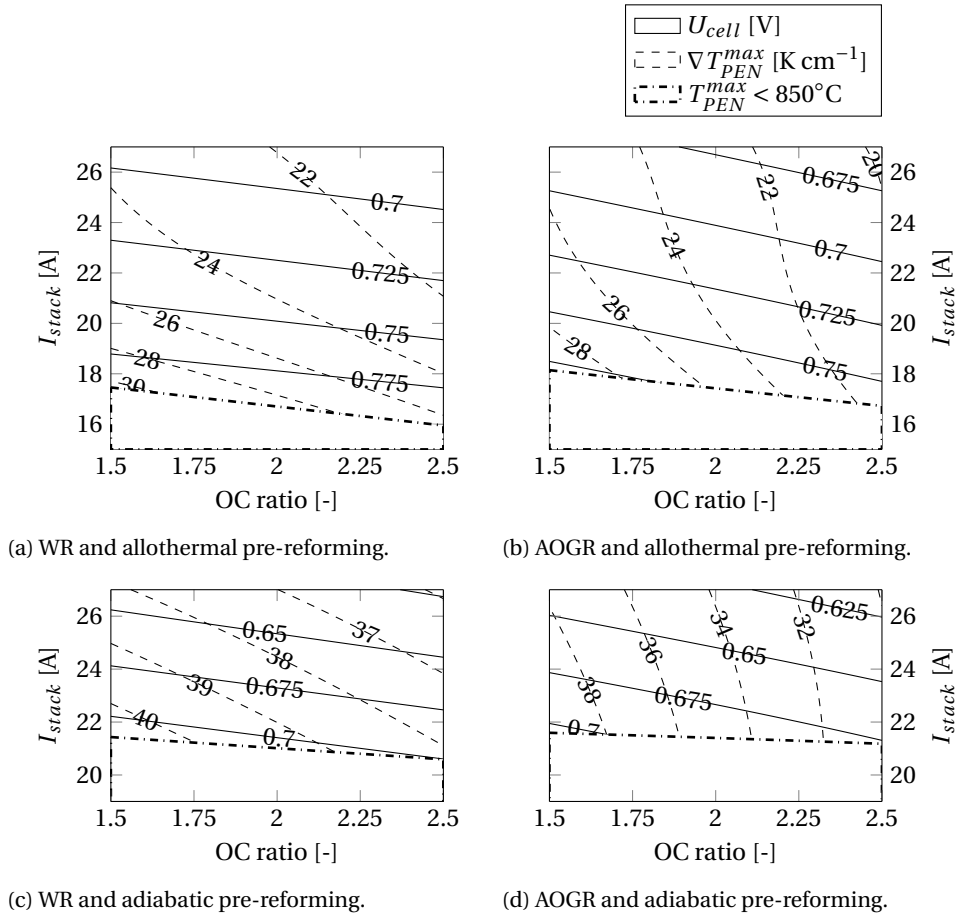 U_cell [V]
∇T_PEN^max [K cm⁻¹]
T_PEN^max < 850°C
26
24
22
20
18
16
I_stack [A]
22
24
26
28
30
0.7
0.725
0.75
0.775
1.5 1.75 2 2.25 2.5
OC ratio [-]
(a) WR and allothermal pre-reforming.
20
22
24
26
28
0.675
0.7
0.725
0.75
26
24
22
20
18
16
I_stack [A]
1.5 1.75 2 2.25 2.5
OC ratio [-]
(b) AOGR and allothermal pre-reforming.
26
24
22
20
I_stack [A]
37
38
39
40
0.65
0.675
0.7
1.5 1.75 2 2.25 2.5
OC ratio [-]
(c) WR and adiabatic pre-reforming.
32
34
36
38
0.625
0.65
0.675
0.7
26
24
22
20
I_stack [A]
1.5 1.75 2 2.25 2.5
OC ratio [-]
(d) AOGR and adiabatic pre-reforming.